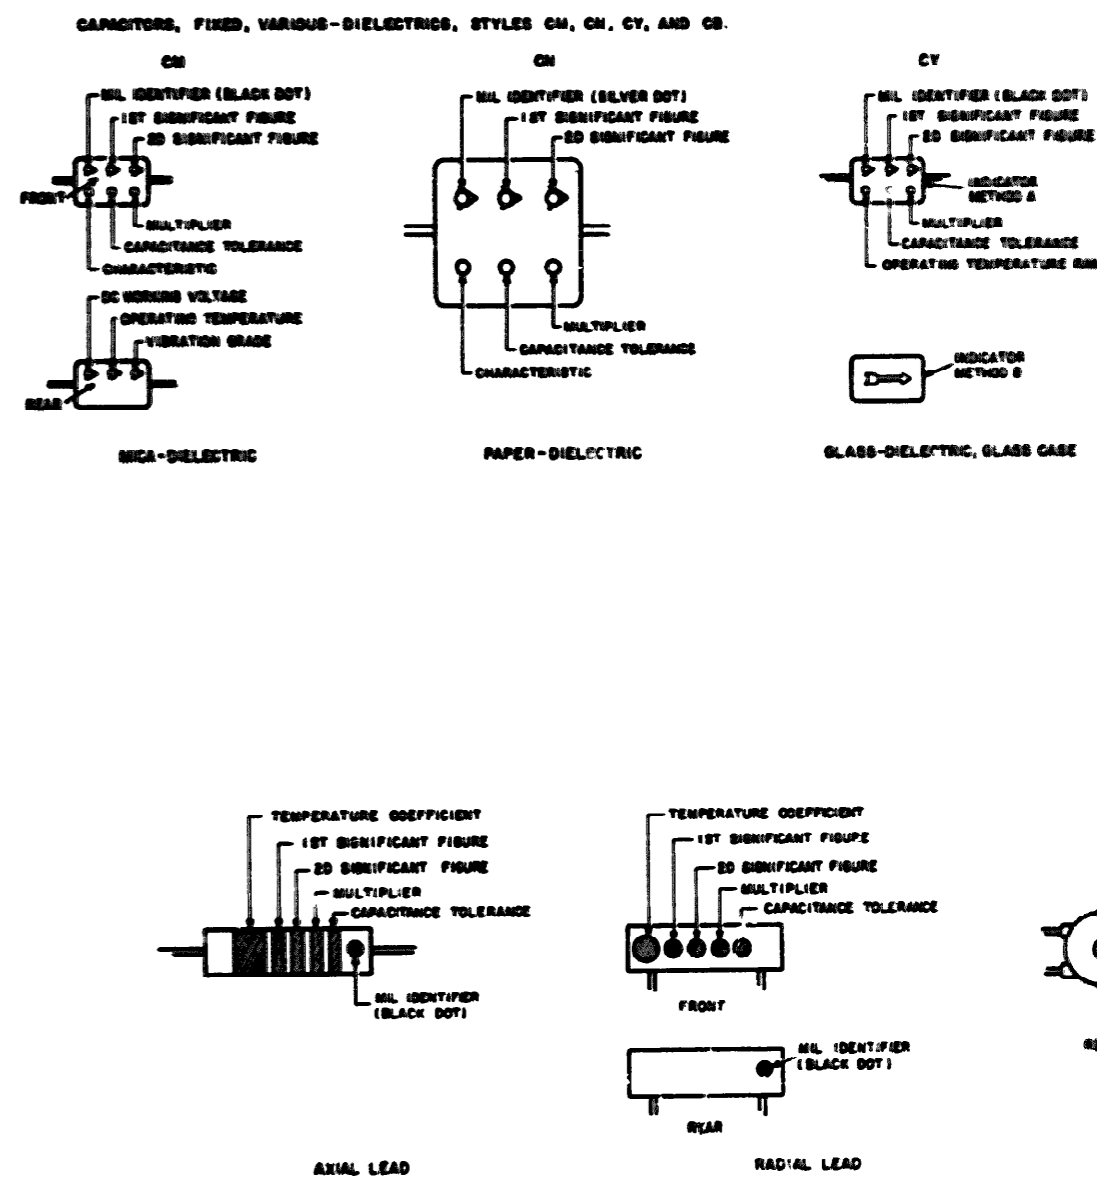 CAPACITORS, FIXED, VARIOUS-DIELECTRICS, STYLES CM, CN, CY, AND CB.
CM
MIL IDENTIFIER (BLACK DOT)
1ST SIGNIFICANT FIGURE
2D SIGNIFICANT FIGURE
FRONT
MULTIPLIER
CAPACITANCE TOLERANCE
CHARACTERISTIC
DC WORKING VOLTAGE
OPERATING TEMPERATURE
VIBRATION GRADE
REAR
MICA-DIELECTRIC
CN
MIL IDENTIFIER (SILVER DOT)
1ST SIGNIFICANT FIGURE
2D SIGNIFICANT FIGURE
MULTIPLIER
CAPACITANCE TOLERANCE
CHARACTERISTIC
PAPER-DIELECTRIC
CY
MIL IDENTIFIER (BLACK DOT)
1ST SIGNIFICANT FIGURE
2D SIGNIFICANT FIGURE
INDICATOR
METHOD A
MULTIPLIER
CAPACITANCE TOLERANCE
OPERATING TEMPERATURE
INDICATOR
METHOD B
GLASS-DIELECTRIC, GLASS CASE
TEMPERATURE COEFFICIENT
1ST SIGNIFICANT FIGURE
2D SIGNIFICANT FIGURE
MULTIPLIER
CAPACITANCE TOLERANCE
MIL IDENTIFIER
(BLACK DOT)
AXIAL LEAD
TEMPERATURE COEFFICIENT
1ST SIGNIFICANT FIGURE
2D SIGNIFICANT FIGURE
MULTIPLIER
CAPACITANCE TOLERANCE
FRONT
MIL IDENTIFIER
(BLACK DOT)
REAR
RADIAL LEAD